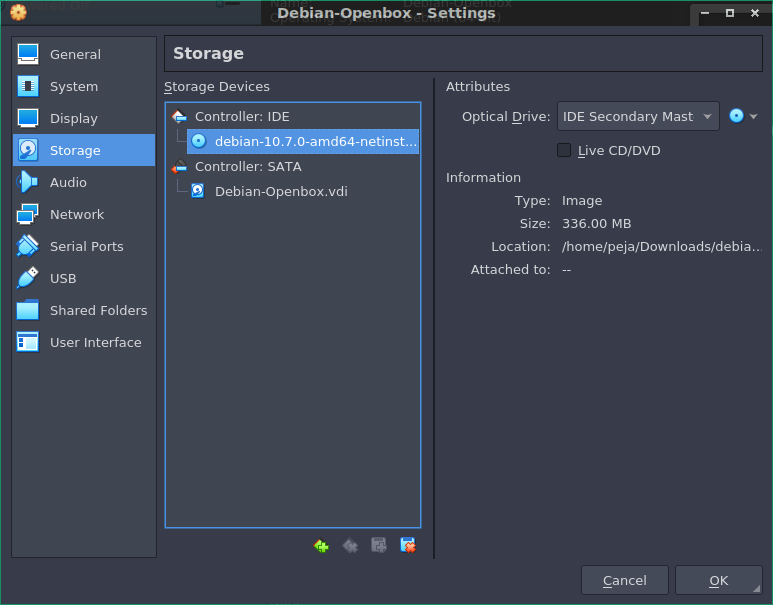 Debian-Openbox - Settings
General
System
Display
Storage
Audio
Network
Serial Ports
USB
Shared Folders
User Interface
Storage
Storage Devices
Controller: IDE
debian-10.7.0-amd64-netinst...
Controller: SATA
Debian-Openbox.vdi
Attributes
Optical Drive: IDE Secondary Mast
Live CD/DVD
Information
Type: Image
Size: 336.00 MB
Location: /home/peja/Downloads/debia...
Attached to: --
Cancel
OK